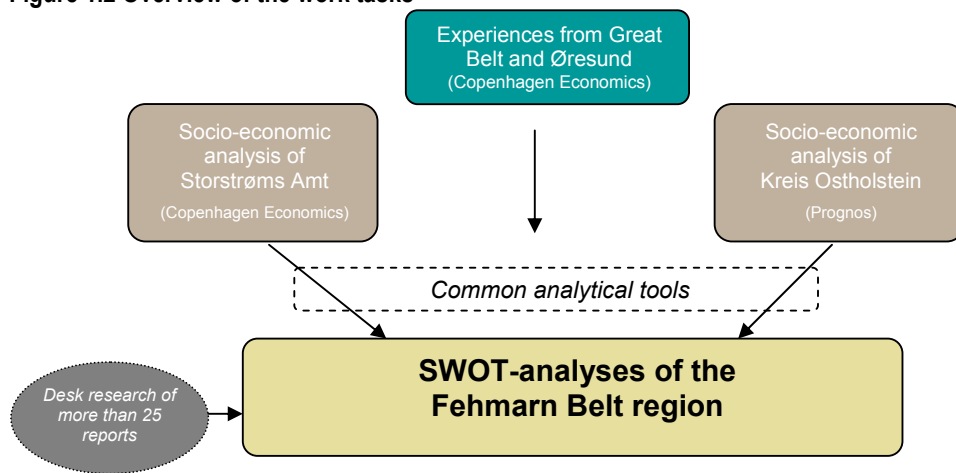 Figure 1.2 Overview of the work tasks
Experiences from Great
Belt and Øresund
(Copenhagen Economics)
Socio-economic
analysis of
Storstrøms Amt
(Copenhagen Economics)
Socio-economic
analysis of
Kreis Ostholstein
(Prognos)
Common analytical tools
SWOT-analyses of the
Fehmarn Belt region
Desk research of
more than 25
reports